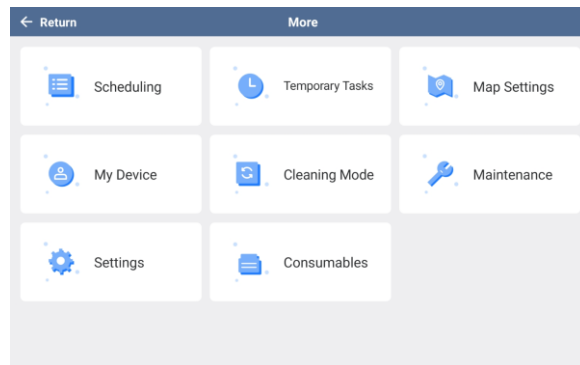 Return
More
Scheduling
Temporary Tasks
Map Settings
My Device
Cleaning Mode
Maintenance
Settings
Consumables